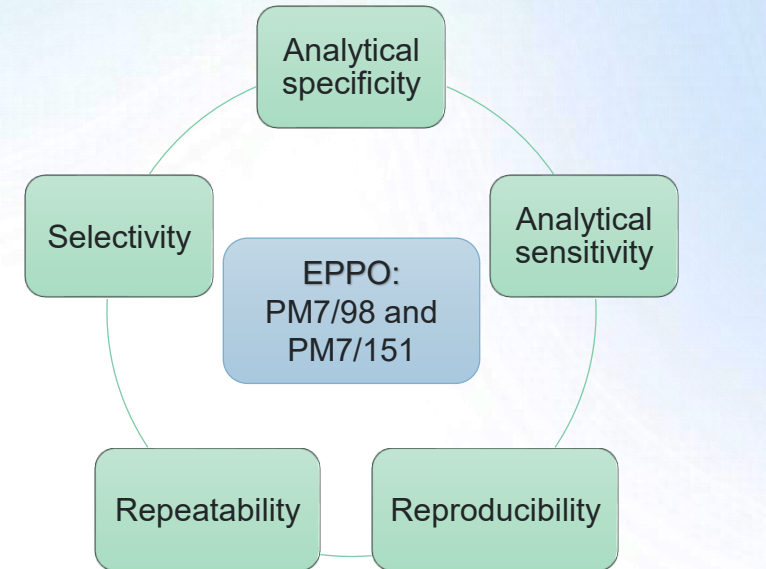 Analytical
specificity
Selectivity
Analytical
sensitivity
EPPO:
PM7/98 and
PM7/151
Repeatability
Reproducibility